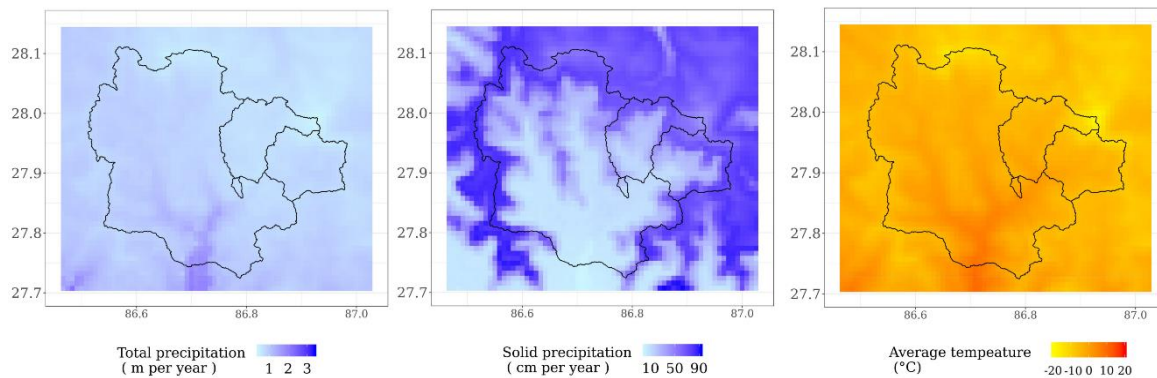 28.1
28.0
27.9
27.8
27.7
86.6 86.8 87.0
28.1
28.0
27.9
27.8
27.7
86.6 86.8 87.0
28.1
28.0
27.9
27.8
27.7
86.6 86.8 87.0
Total precipitation
( m per year )
1 2 3
Solid precipitation
( cm per year )
10 50 90
Average tempeature
(°C)
-20 -10 0 10 20